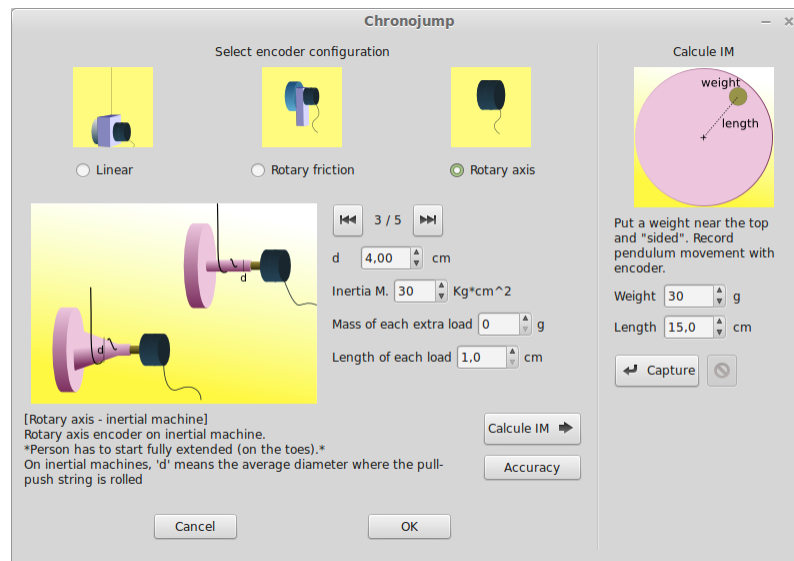 Chronojump
Select encoder configuration
Linear
Rotary friction
Rotary axis
d
d
3 / 5
d 4,00 cm
Inertia M. 30 Kg*cm^2
Mass of each extra load 0 g
Length of each load 1,0 cm
[Rotary axis - inertial machine]
Rotary axis encoder on inertial machine.
*Person has to start fully extended (on the toes).*
On inertial machines, 'd' means the average diameter where the pull-
push string is rolled
Calcule IM
Accuracy
Cancel
OK
Calcule IM
weight
length
Put a weight near the top
and "sided". Record
pendulum movement with
encoder.
Weight 30 g
Length 15,0 cm
Capture